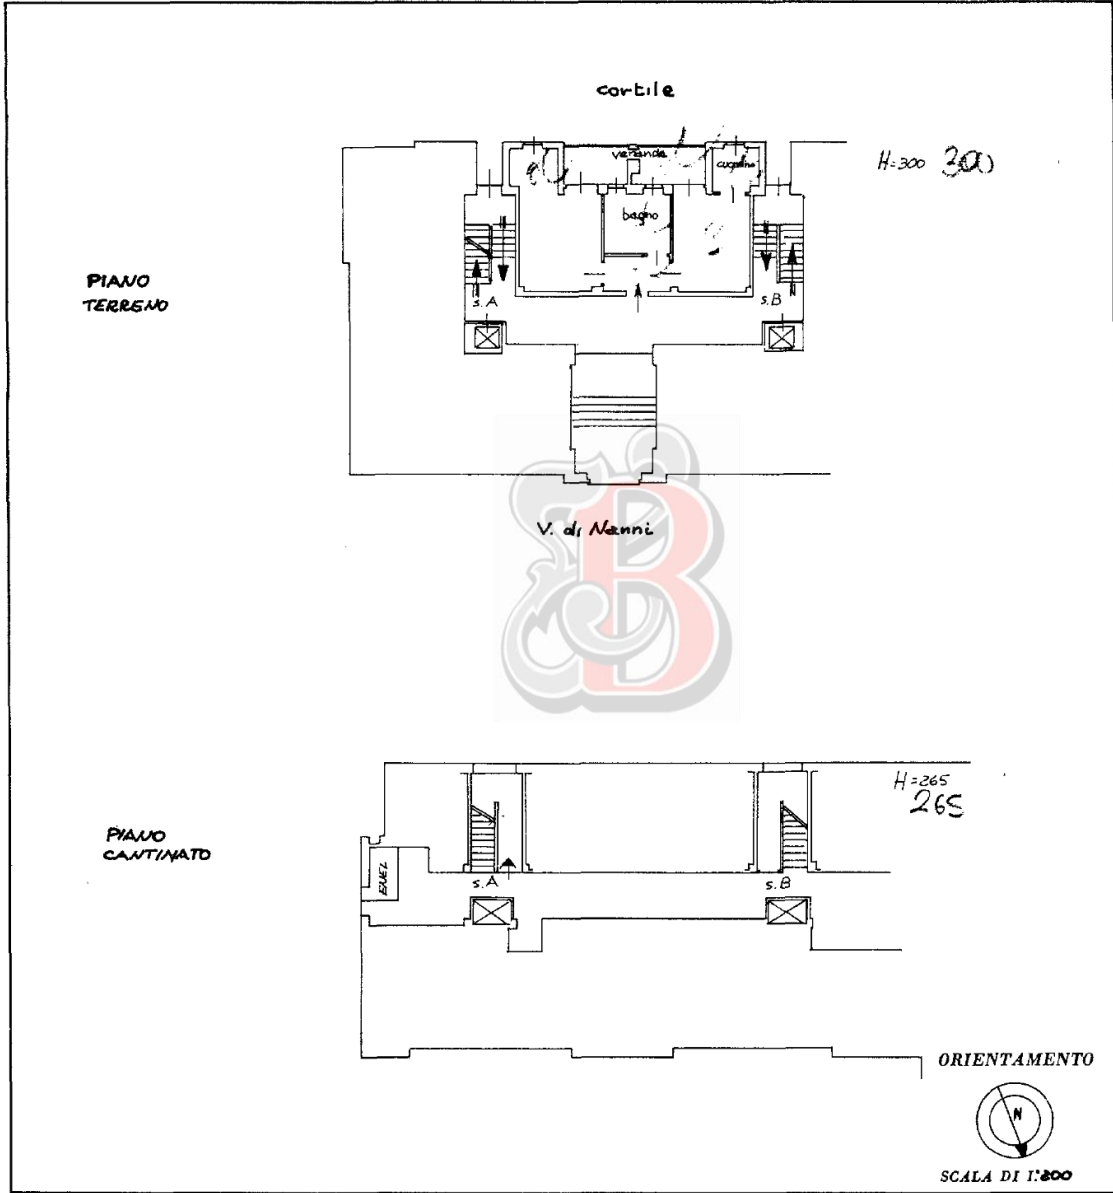 cortile
veranda
cucinino
H=300 300
bagno
PIANO
TERRENO
s.A
s.B
V. di Nanni
H=265
265
PIANO
CANTINATO
ENEL
s.A
s.B
ORIENTAMENTO
N
SCALA DI 1:200